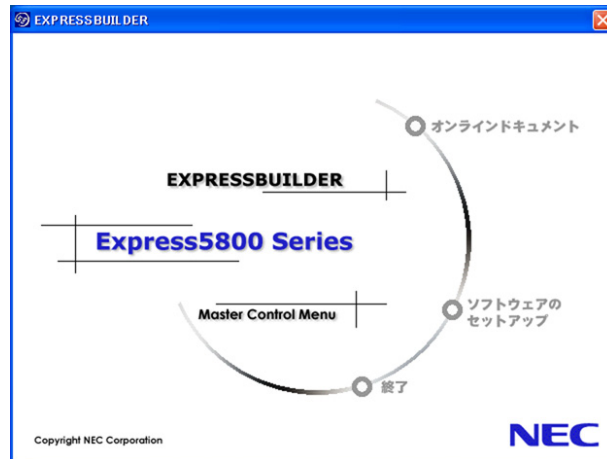 EXPRESSBUILDER
オンラインドキュメント
EXPRESSBUILDER
Express5800 Series
ソフトウェアの
セットアップ
Master Control Menu
終了
Copyright NEC Corporation
NEC